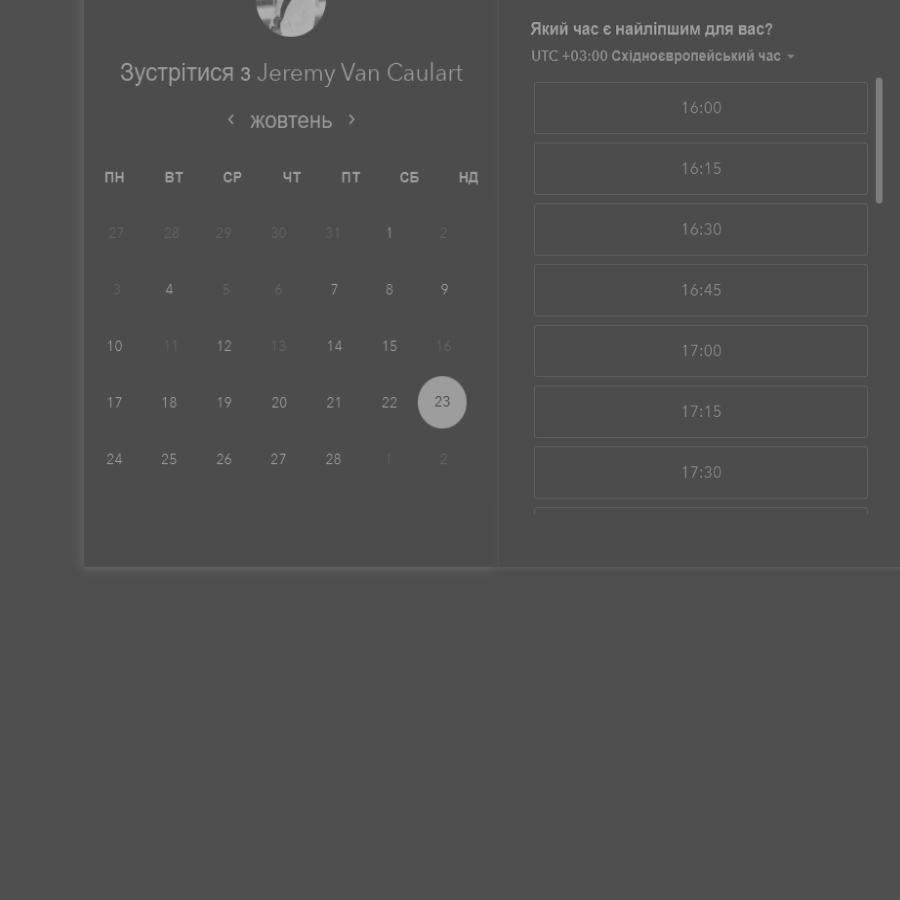 Зустрітися з Jeremy Van Caulart
жовтень
ПН ВТ СР ЧТ ПТ СБ НД
27 28 29 30 31 1 2
3 4 5 6 7 8 9
10 11 12 13 14 15 16
17 18 19 20 21 22 23
24 25 26 27 28 1 2
Який час є найліпшим для вас?
UTC +03:00 Східноєвропейський час
16:00
16:15
16:30
16:45
17:00
17:15
17:30